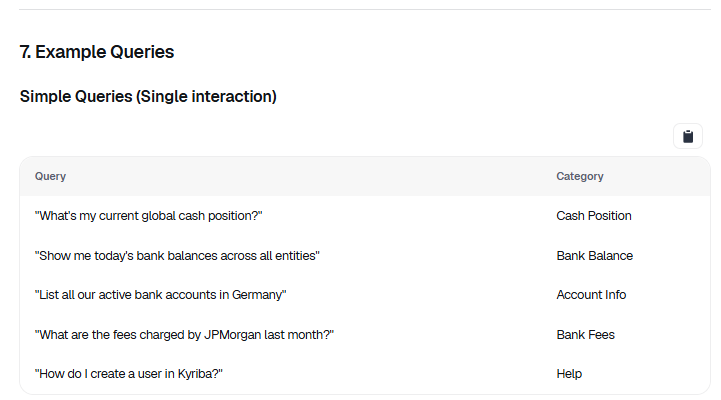 7. Example Queries
Simple Queries (Single interaction)
Query Category
"What's my current global cash position?" Cash Position
"Show me today's bank balances across all entities" Bank Balance
"List all our active bank accounts in Germany" Account Info
"What are the fees charged by JPMorgan last month?" Bank Fees
"How do I create a user in Kyriba?" Help